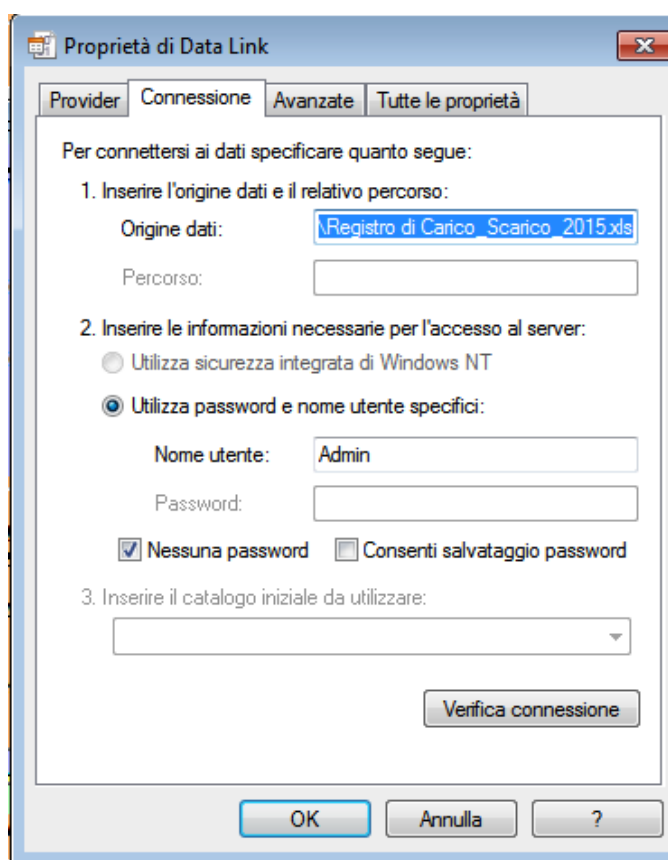 Proprietà di Data Link
Provider Connessione Avanzate Tutte le proprietà
Per connettersi ai dati specificare quanto segue:
1. Inserire l'origine dati e il relativo percorso:
Origine dati: \Registro di Carico_Scarico_2015.xls
Percorso:
2. Inserire le informazioni necessarie per l'accesso al server:
Utilizza sicurezza integrata di Windows NT
Utilizza password e nome utente specifici:
Nome utente: Admin
Password:
Nessuna password Consenti salvataggio password
3. Inserire il catalogo iniziale da utilizzare:
Verifica connessione
OK Annulla ?